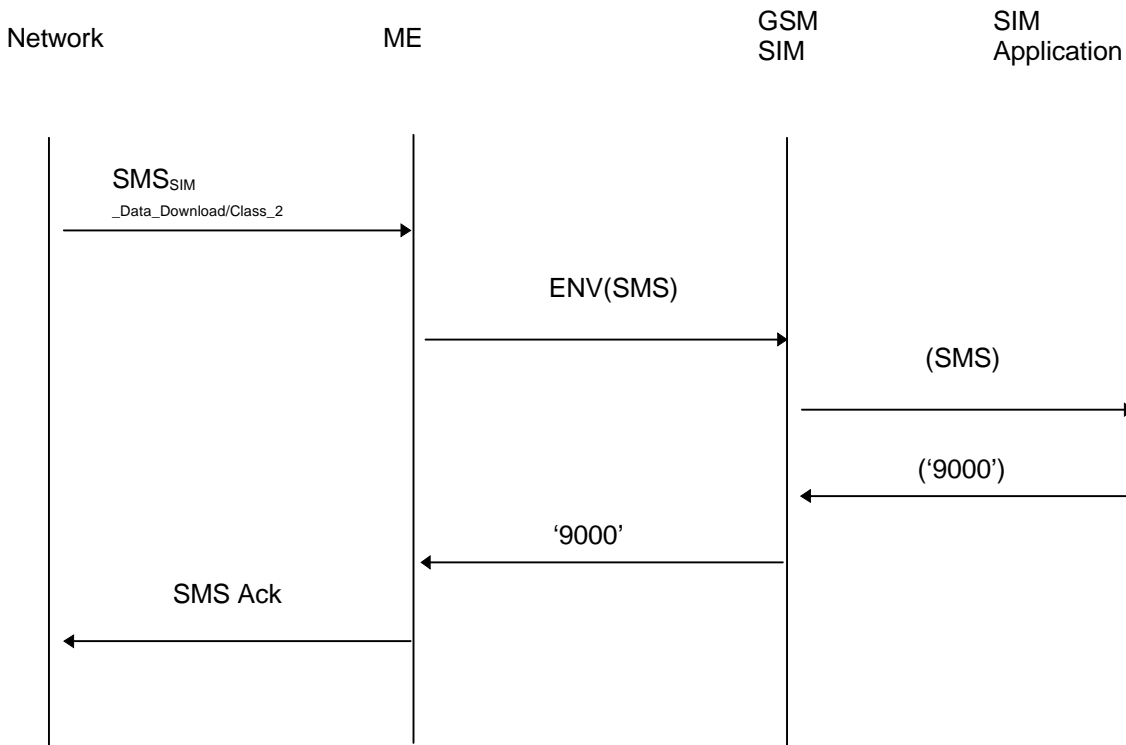 Network
ME
GSM
SIM
SIM
Application
SMSSIM
_Data_Download/Class_2
ENV(SMS)
(SMS)
(‘9000’)
‘9000’
SMS Ack